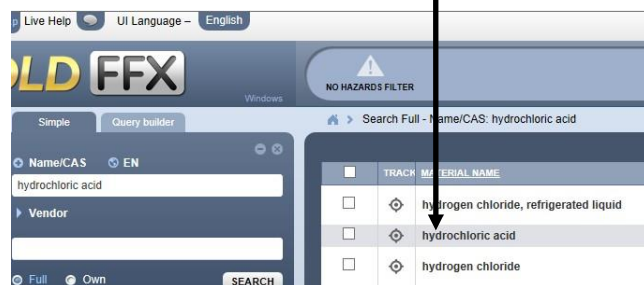 Live Help UI Language – English
OLD FFX
Windows
NO HAZARDS FILTER
Simple Query builder
> Search Full - Name/CAS: hydrochloric acid
Name/CAS EN
hydrochloric acid
TRACK MATERIAL NAME
hydrogen chloride, refrigerated liquid
Vendor
hydrochloric acid
hydrogen chloride
Full Own SEARCH